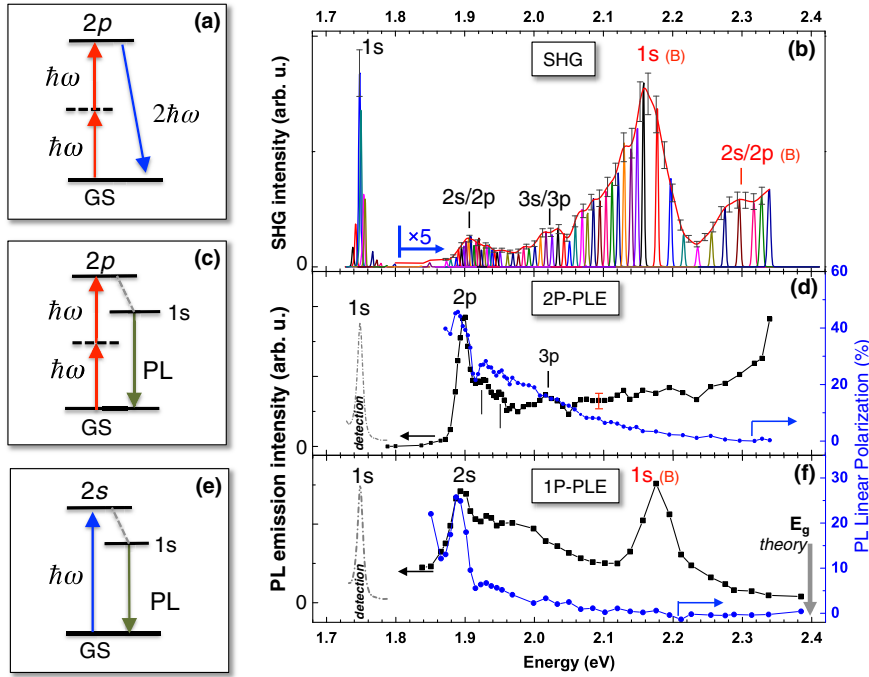 (a)
2p
ħω
ħω
2ħω
GS
(c)
2p
ħω
1s
ħω
PL
GS
(e)
2s
1s
ħω
PL
GS
1.7 1.8 1.9 2.0 2.1 2.2 2.3 2.4
(b)
SHG
SHG intensity (arb. u.)
0
1s
×5
2s/2p
3s/3p
1s (B)
2s/2p (B)
(d)
2P-PLE
PL emission intensity (arb. u.)
0
1s
detection
2p
3p
60
40
20
0
PL Linear Polarization (%)
(f)
1P-PLE
0
1s
detection
2s
1s (B)
Eg
theory
30
20
10
0
1.7 1.8 1.9 2.0 2.1 2.2 2.3 2.4
Energy (eV)